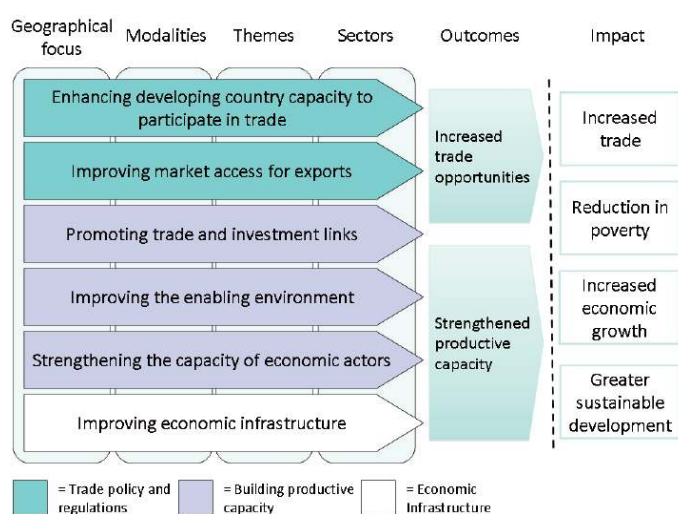 Geographical
focus
Modalities
Themes
Sectors
Outcomes
Impact
Enhancing developing country capacity to
participate in trade
Improving market access for exports
Promoting trade and investment links
Improving the enabling environment
Strengthening the capacity of economic actors
Improving economic infrastructure
Increased
trade
opportunities
Strengthened
productive
capacity
Increased
trade
Reduction in
poverty
Increased
economic
growth
Greater
sustainable
development
= Trade policy and
regulations
= Building productive
capacity
= Economic
Infrastructure